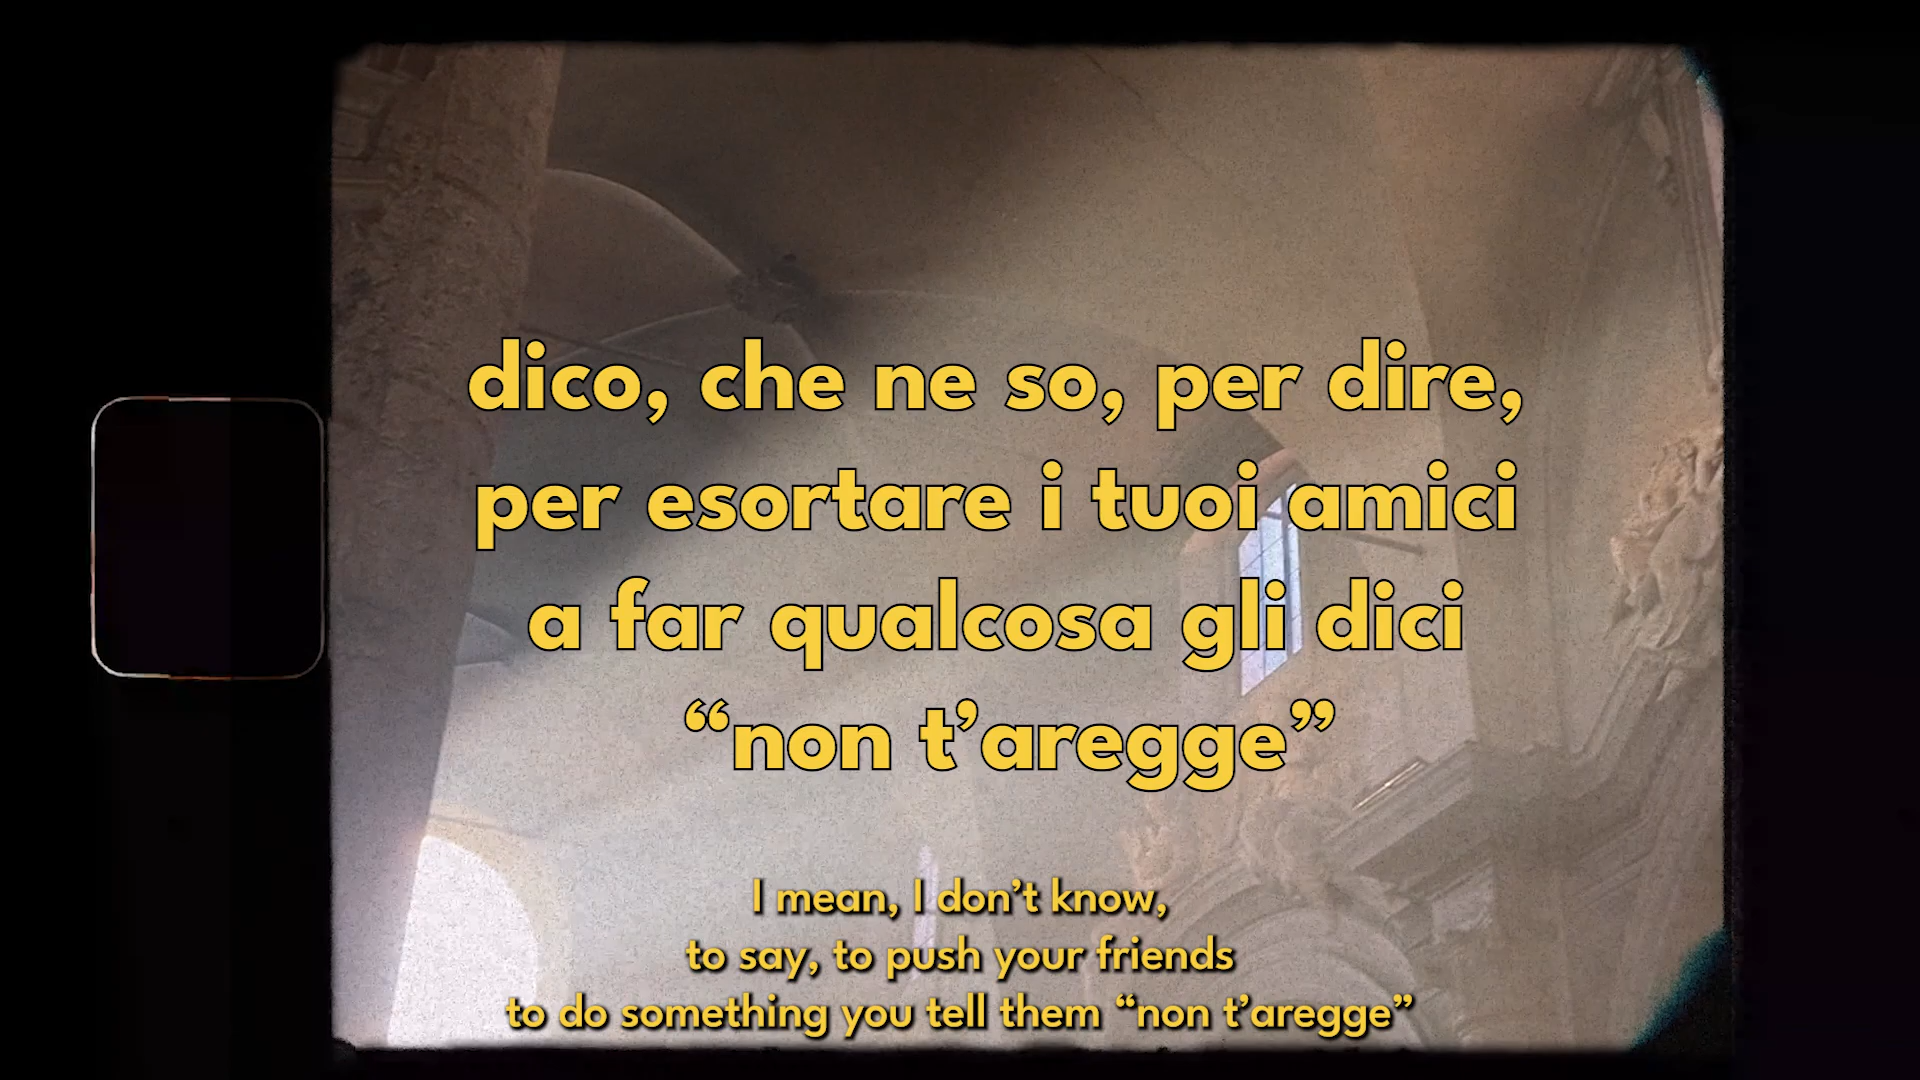 dico, che ne so, per dire,
per esortare i tuoi amici
a far qualcosa gli dici
“non t’aregge”
I mean, I don’t know,
to say, to push your friends
to do something you tell them “non t’aregge”